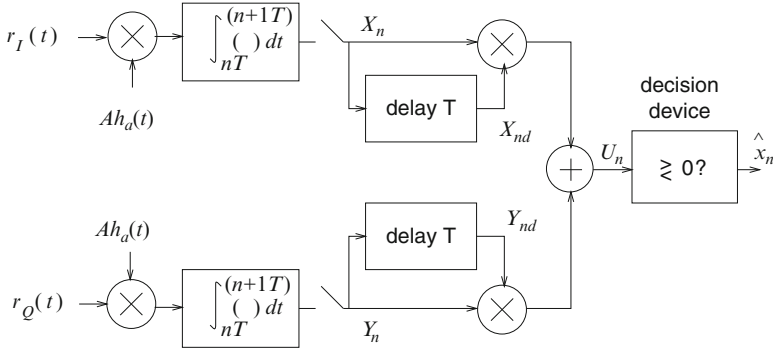 r_I(t)
(n+1T)
( ) dt
nT
X_n
Ah_a(t)
delay T
X_nd
decision
device
U_n
≷ 0?
x̂_n
+
Ah_a(t)
delay T
Y_nd
r_Q(t)
(n+1T)
( ) dt
nT
Y_n